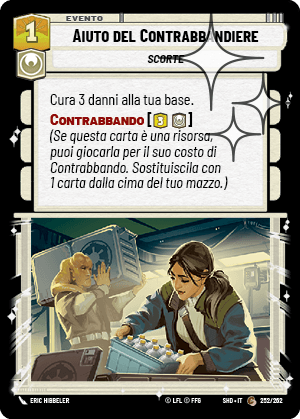 EVENTO
1
AIUTO DEL CONTRABBANDIERE
SCORTE
Cura 3 danni alla tua base.
CONTRABBANDO [3 ]
(Se questa carta è una risorsa,
puoi giocarla per il suo costo di
Contrabbando. Sostituiscila con
1 carta dalla cima del tuo mazzo.)
ERIC HIBBELER
© LFL © FFG
SHD • IT
252/262